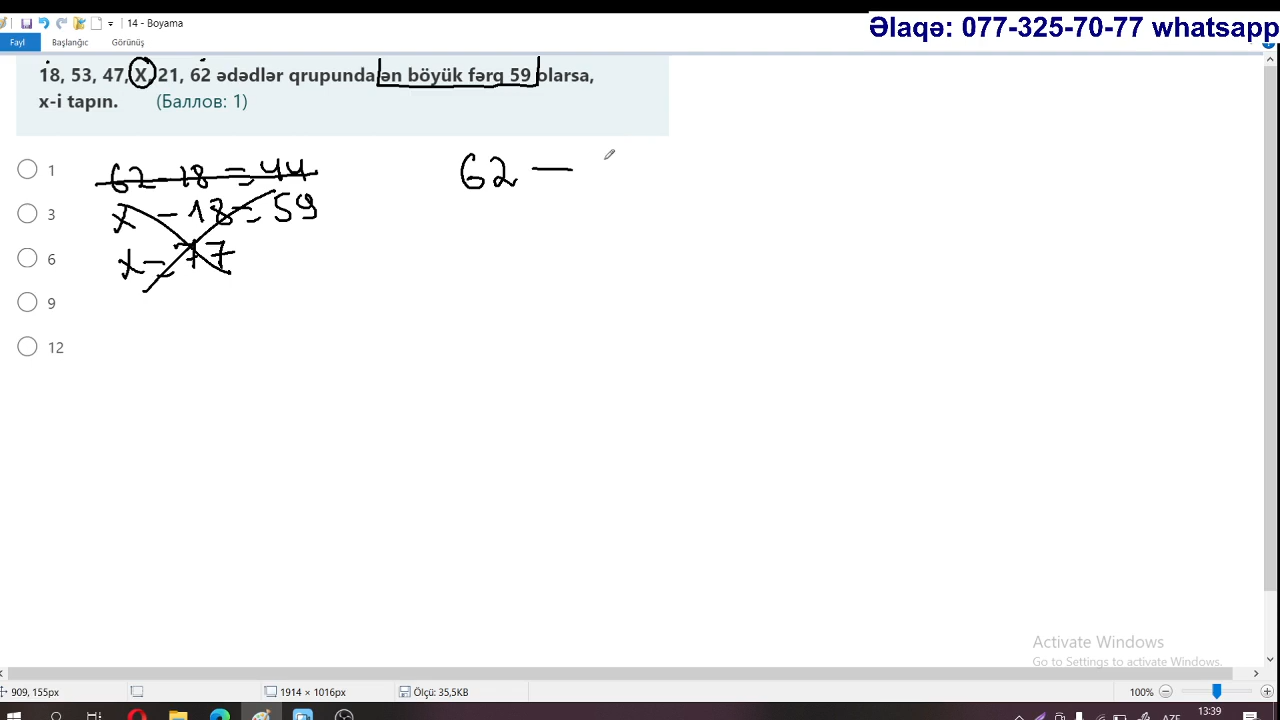 14 - Boyama
Əlaqə: 077-325-70-77 whatsapp
Fayl Başlanğıc Görünüş
18, 53, 47, X, 21, 62 ədədlər qrupunda ən böyük fərq 59 olarsa,
x-i tapın. (Баллов: 1)
1
3
6
9
12
62 - 18 = 44
x - 18 = 59
x = 77
62 —
Activate Windows
Go to Settings to activate Windows.
909, 155px
1914 × 1016px
Ölçü: 35,5KB
100%
13:39
AZE